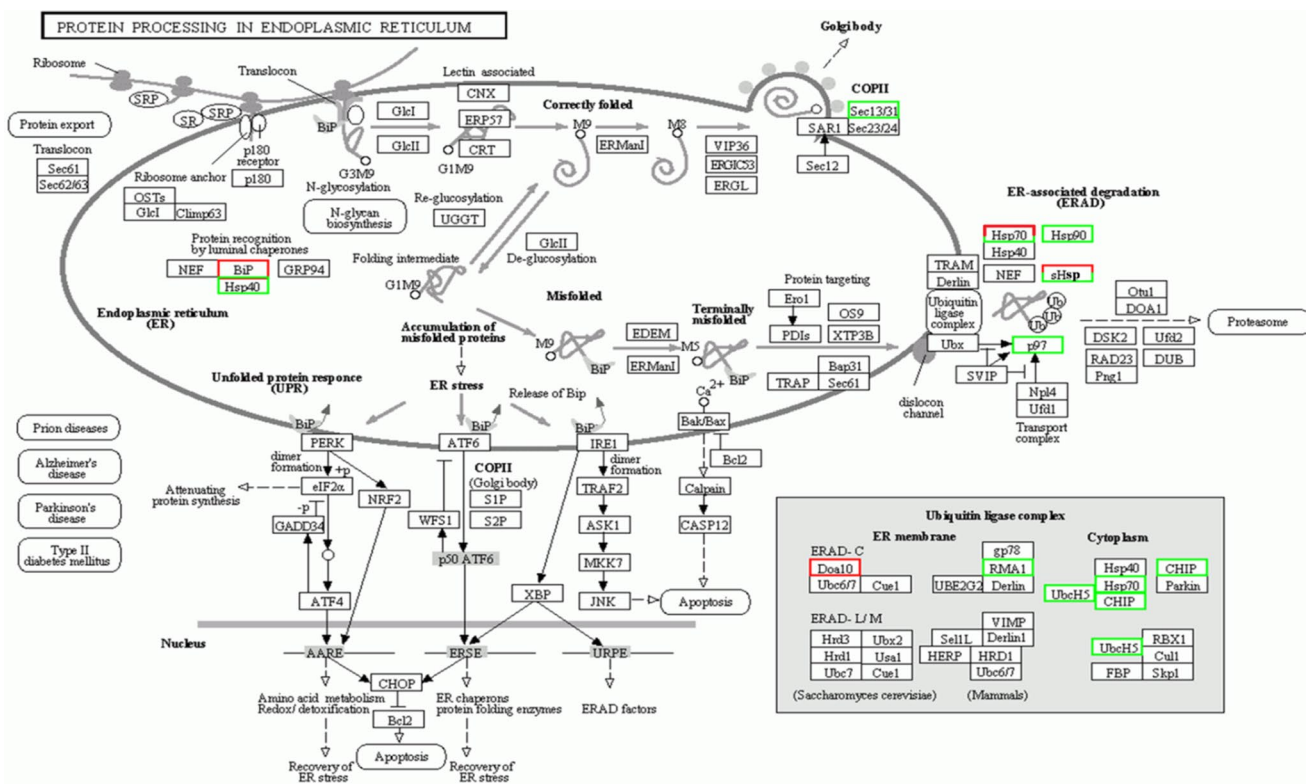 PROTEIN PROCESSING IN ENDOPLASMIC RETICULUM
Golgi body
Ribosome
Translocon
Lectin associated
CNX
COPII
SRP
SR
SRP
GlcI
ERP57
Correctly folded
Sec13/31
Protein export
BiP
M9
M8
SAR1
Sec23/24
Translocon
p180
receptor
GlcII
CRT
ERManI
VIP36
Sec61
Sec62/63
Ribosome anchor
p180
G3M9
G1M9
ERGIC53
Sec12
OSTs
N-glycosylation
ERGL
GlcI
Climp63
N-glycan
biosynthesis
Re-glucosylation
UGGT
ER-associated degradation
(ERAD)
Protein recognition
by luminal chaperones
GlcII
De-glucosylation
Hsp70
Hsp90
Hsp40
NEF
BiP
GRP94
Folding intermediate
TRAM
NEF
sHsp
Hsp40
G1M9
Protein targeting
Derlin
Misfolded
Ero1
OS9
Ubiquitin
ligase
complex
Ub
Ub
Ub
Otu1
DOA1
Endoplasmic reticulum
(ER)
Accumulation of
misfolded proteins
Terminally
misfolded
PDIs
XTP3B
Proteasome
EDEM
Ubx
p97
DSK2
Ufd2
M9
BiP
ERManI
M5
BiP
Bap31
SVIP
RAD23
DUB
Unfolded protein responce
(UPR)
ER stress
TRAP
Sec61
Png1
Release of Bip
Ca2+
dislocon
channel
Npl4
Ufd1
Transport
complex
BiP
BiP
BiP
Bak/Bax
Prion diseases
PERK
ATF6
IRE1
Bcl2
Alzheimer's
disease
dimer
formation
+p
COPII
(Golgi body)
dimer
formation
Attenuating
protein synthesis
eIF2α
NRF2
S1P
TRAF2
Calpain
Parkinson's
disease
-p
GADD34
WFS1
S2P
ASK1
CASP12
Type II
diabetes mellitus
p50 ATF6
MKK7
ATF4
XBP
JNK
Apoptosis
Nucleus
AARE
ERSE
URPE
CHOP
Amino acid metabolism
Redox/ detoxification
ER chaperons
protein folding enzymes
ERAD factors
Bcl2
Apoptosis
Recovery of
ER stress
Recovery of
ER stress
Ubiquitin ligase complex
ER membrane
Cytoplasm
ERAD- C
gp78
Doa10
RMA1
Hsp40
CHIP
Ubc6/7
Cue1
UBE2G2
Derlin
Hsp70
Parkin
UbcH5
CHIP
ERAD- L/ M
VIMP
Hrd3
Ubx2
Sel1L
Derlin1
RBX1
Hrd1
Usa1
HERP
HRD1
UbcH5
Cul1
Ubc7
Cue1
Ubc6/7
FBP
Skp1
(Saccharomyces cerevisiae)
(Mammals)